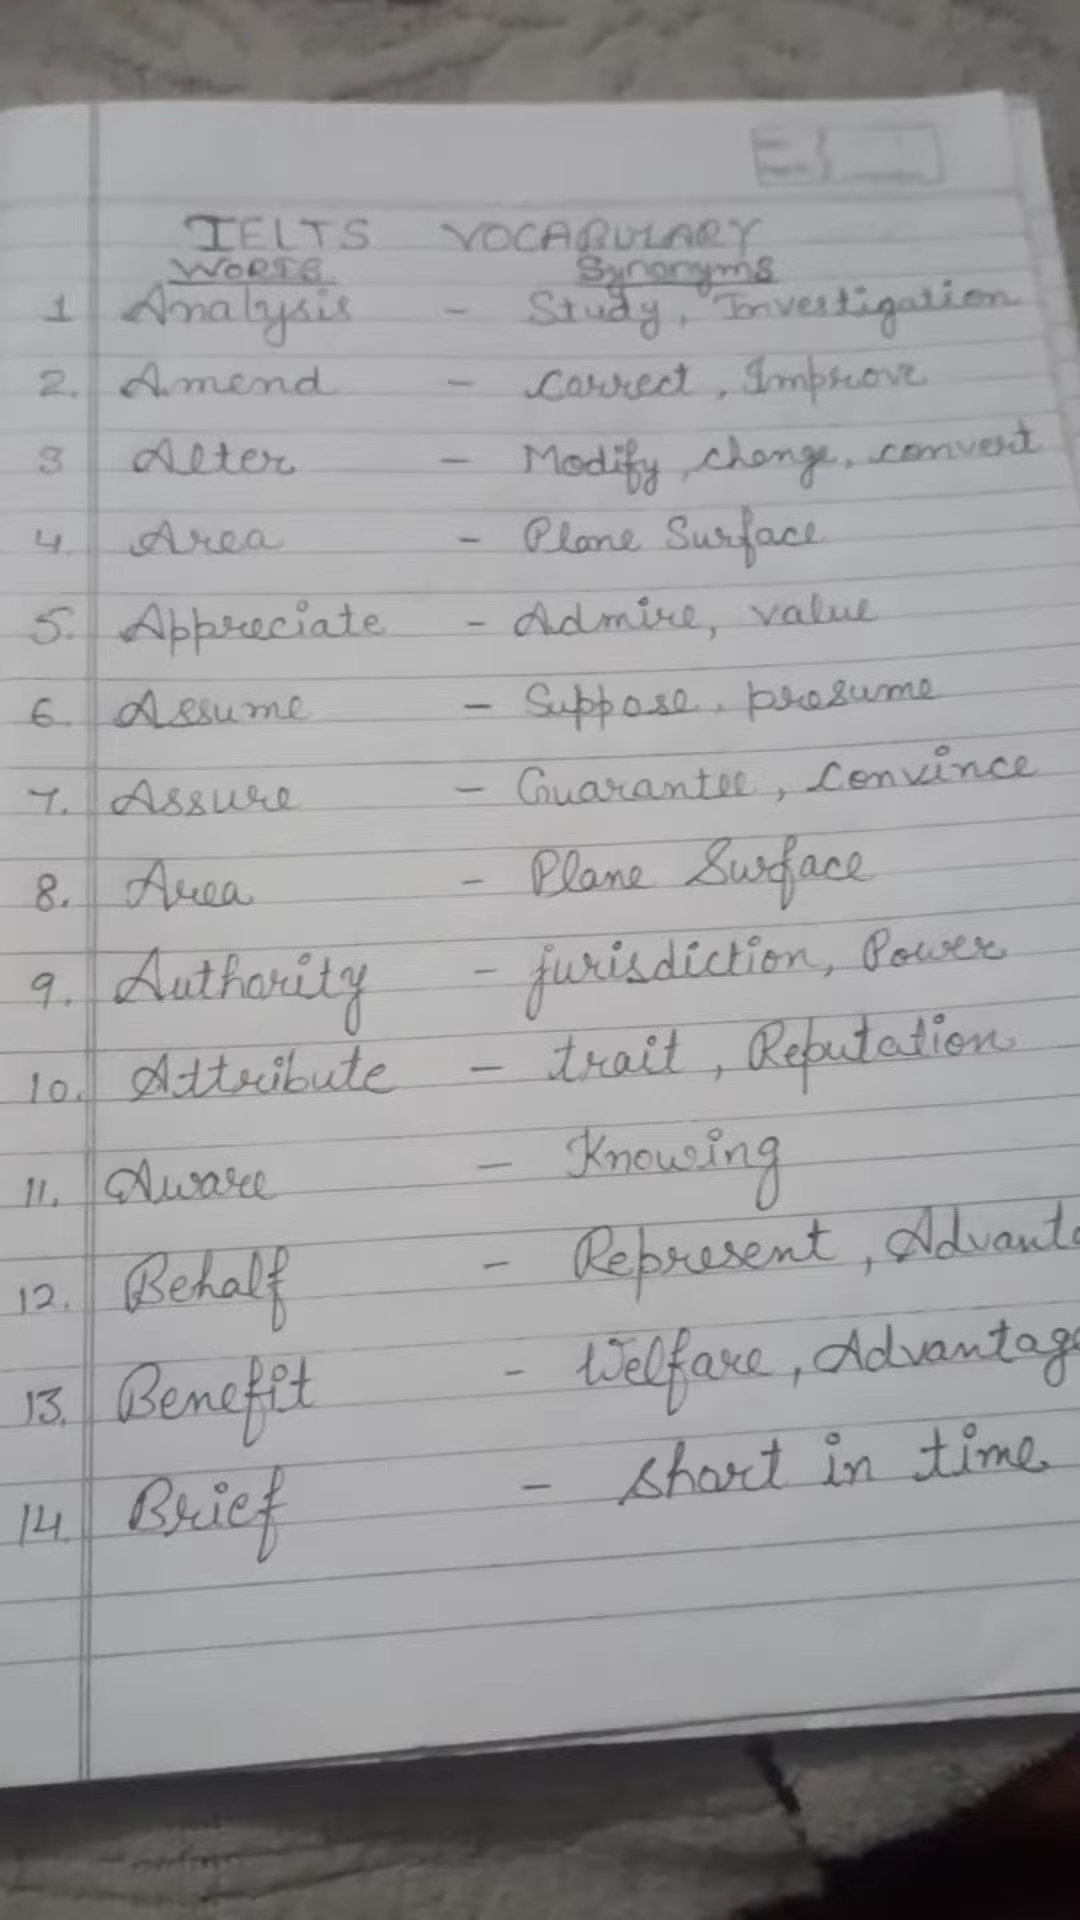 IELTS VOCABULARY
WORTS Synonyms
1 Analysis - Study, Investigation
2. Amend - correct, Improve
3 Alter - Modify, change, convert
4. Area - Plane Surface
5. Appreciate - Admire, value
6. Assume - Suppose, presume
7. Assure - Guarantee, convince
8. Area - Plane Surface
9. Authority - jurisdiction, Power
10. Attribute - trait, Reputation
11. Aware - Knowing
12. Behalf - Represent, Advanta
13. Benefit - Welfare, Advantage
14. Brief - short in time